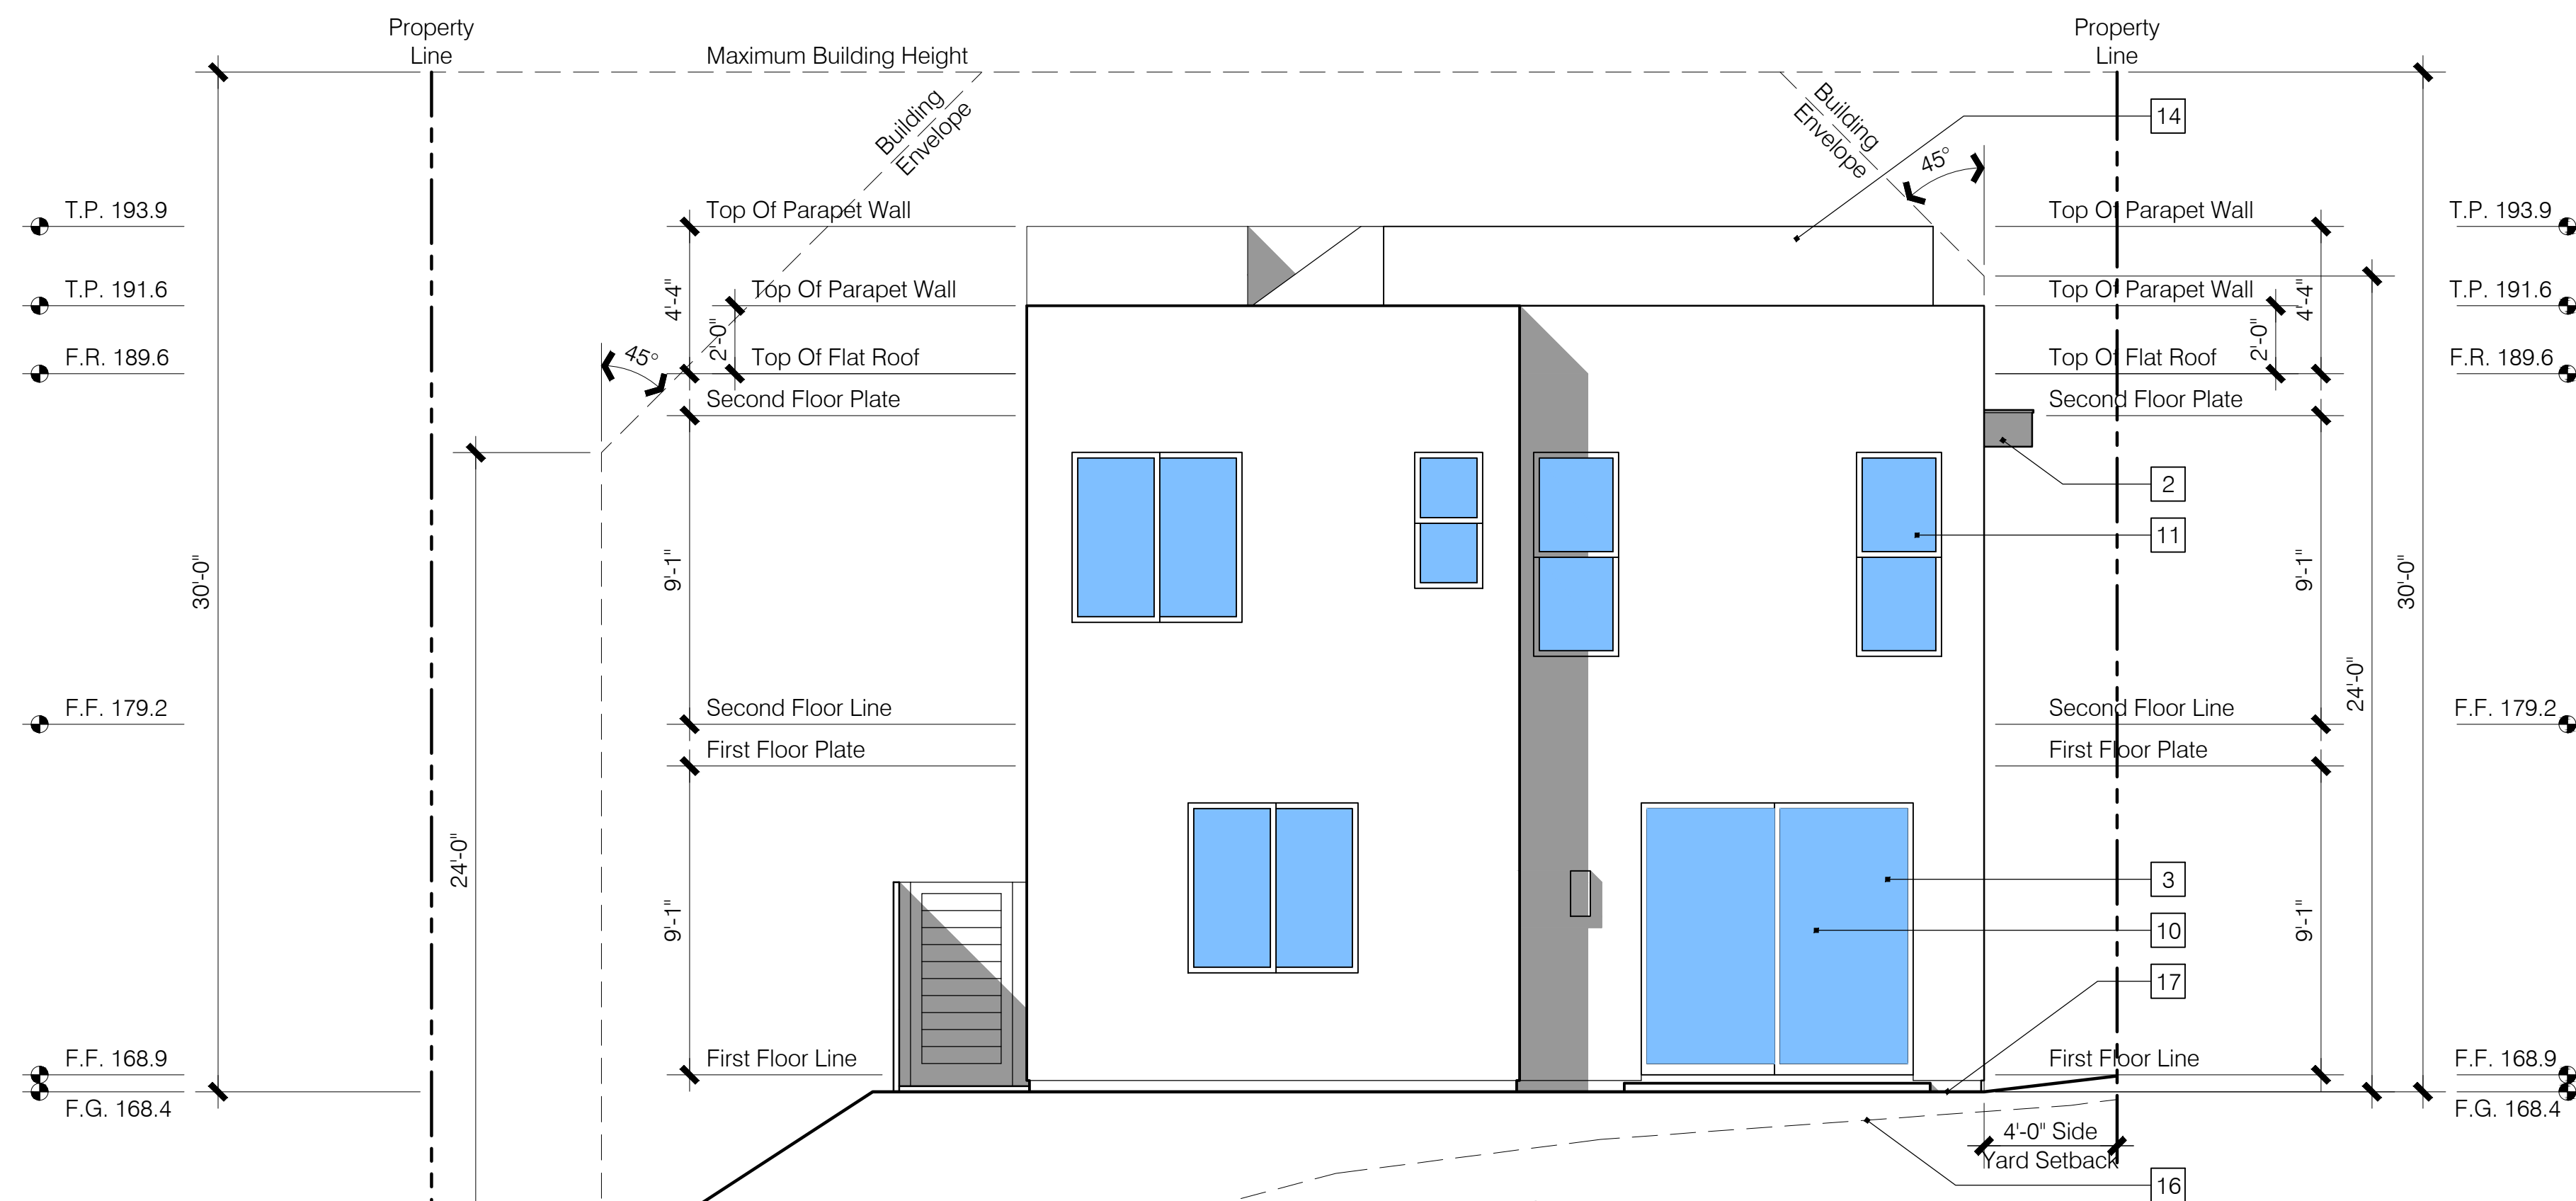 Property
Line
Maximum Building Height
Property
Line
Building
Envelope
Building
Envelope
14
45°
T.P. 193.9
Top Of Parapet Wall
Top Of Parapet Wall
T.P. 193.9
T.P. 191.6
4'-4"
Top Of Parapet Wall
Top Of Parapet Wall
4'-4"
T.P. 191.6
F.R. 189.6
45°
2'-0"
Top Of Flat Roof
Top Of Flat Roof
2'-0"
F.R. 189.6
Second Floor Plate
Second Floor Plate
2
11
30'-0"
9'-1"
9'-1"
30'-0"
24'-0"
F.F. 179.2
Second Floor Line
Second Floor Line
F.F. 179.2
First Floor Plate
First Floor Plate
24'-0"
3
9'-1"
10
9'-1"
17
F.F. 168.9
First Floor Line
First Floor Line
F.F. 168.9
F.G. 168.4
F.G. 168.4
4'-0" Side
Yard Setback
16